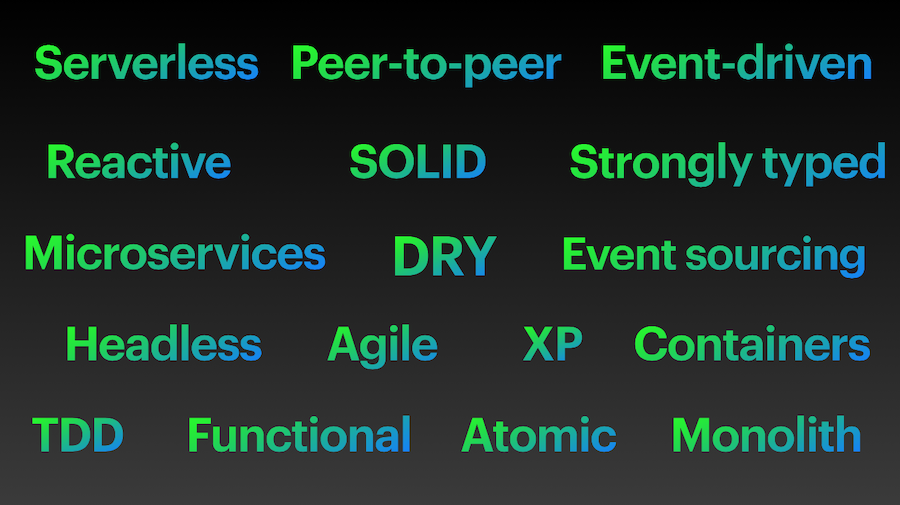 Serverless Peer-to-peer Event-driven
Reactive SOLID Strongly typed
Microservices DRY Event sourcing
Headless Agile XP Containers
TDD Functional Atomic Monolith